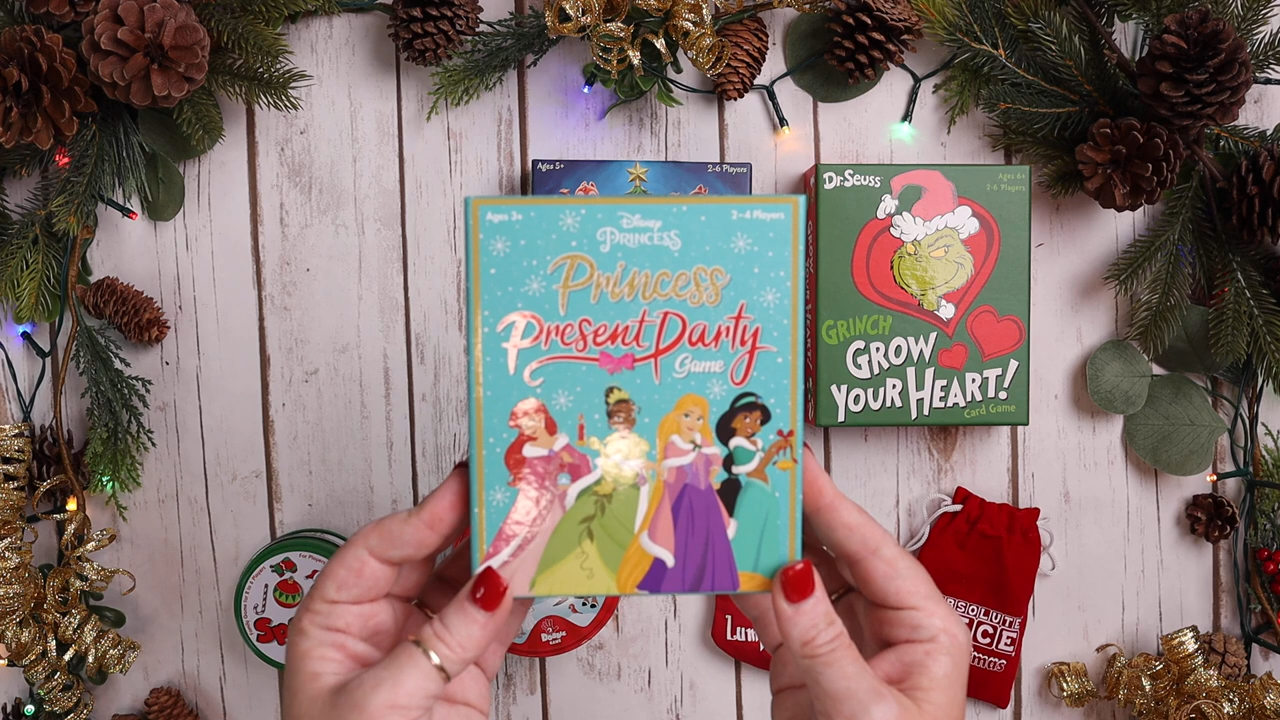 Ages 5+
2-6 Players
Ages 3+
2-4 Players
Disney
PRINCESS
Princess
Present Party
Game
Dr. Seuss
Ages 6+
2-6 Players
GRINCH
GROW
YOUR HEART!
Card Game
DOBBLE